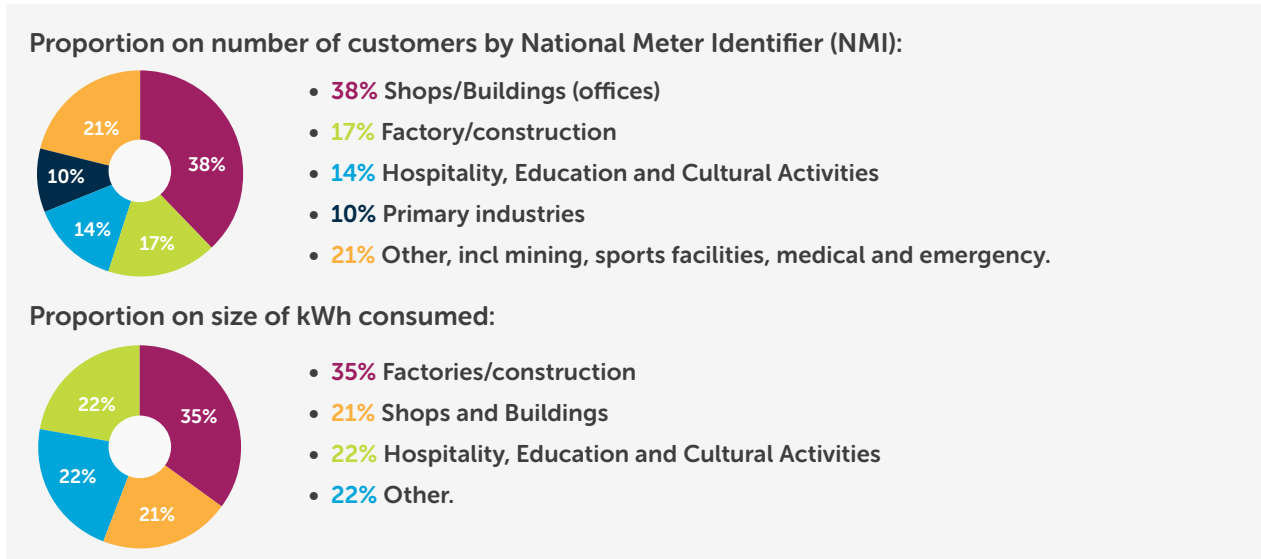 Proportion on number of customers by National Meter Identifier (NMI):
21%
38%
10%
14%
17%
• 38% Shops/Buildings (offices)
• 17% Factory/construction
• 14% Hospitality, Education and Cultural Activities
• 10% Primary industries
• 21% Other, incl mining, sports facilities, medical and emergency.
Proportion on size of kWh consumed:
22%
35%
22%
21%
• 35% Factories/construction
• 21% Shops and Buildings
• 22% Hospitality, Education and Cultural Activities
• 22% Other.